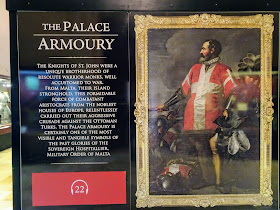 THE PALACE
ARMOURY
THE KNIGHTS OF ST. JOHN WERE A
UNIQUE BROTHERHOOD OF
RESOLUTE WARRIOR MONKS, WELL
ACCUSTOMED TO WAR.
FROM MALTA, THEIR ISLAND
STRONGHOLD, THIS FORMIDABLE
FORCE OF COMBATANT
ARISTOCRATS FROM THE NOBLEST
HOUSES OF EUROPE, RELENTLESSLY
CARRIED OUT THEIR AGGRESSIVE
CRUSADE AGAINST THE OTTOMAN
TURKS. THE PALACE ARMOURY IS
CERTAINLY ONE OF THE MOST
VISIBLE AND TANGIBLE SYMBOLS OF
THE PAST GLORIES OF THE
SOVEREIGN HOSPITALLIER,
MILITARY ORDER OF MALTA
22